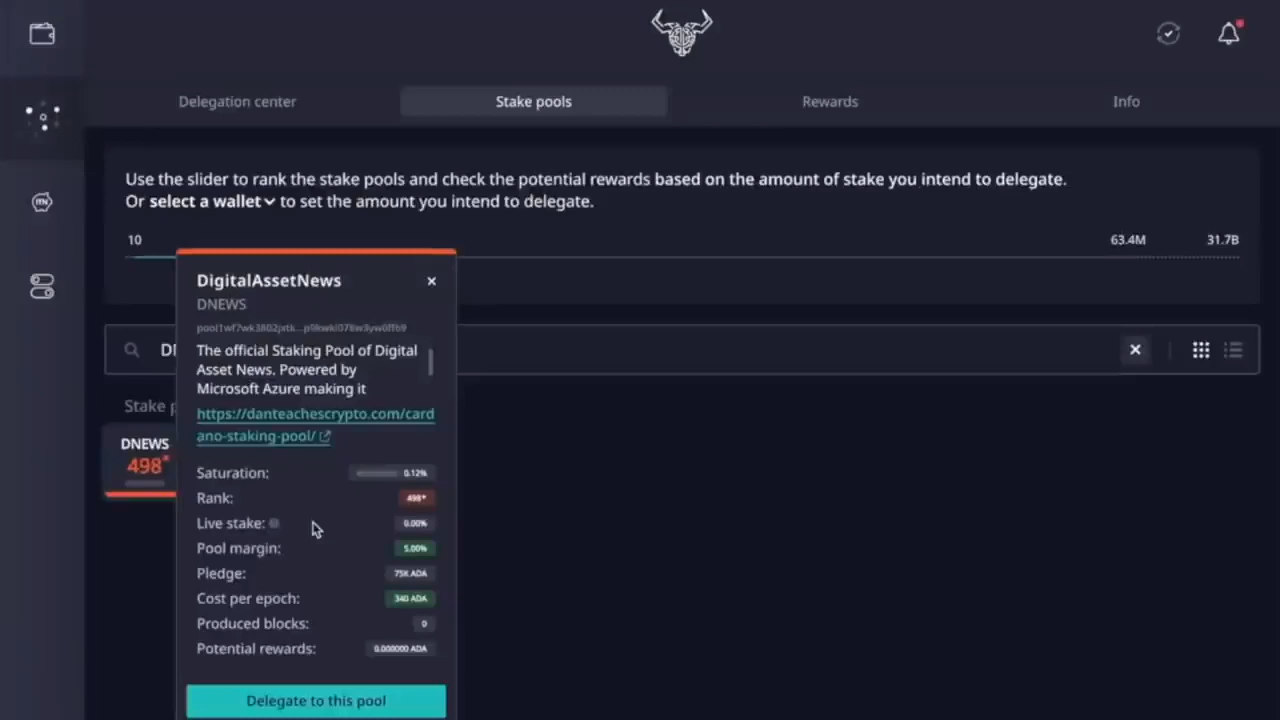 Delegation center
Stake pools
Rewards
Info
Use the slider to rank the stake pools and check the potential rewards based on the amount of stake you intend to delegate.
Or select a wallet to set the amount you intend to delegate.
10
63.4M
31.7B
DigitalAssetNews
DNEWS
The official Staking Pool of Digital
Asset News. Powered by
Microsoft Azure making it
https://danteachescrypto.com/card
ano-staking-pool/
Stake p
DNEWS
498*
Saturation: 0.12%
Rank: 498*
Live stake: 0.00%
Pool margin: 5.00%
Pledge: 75K ADA
Cost per epoch: 340 ADA
Produced blocks: 0
Potential rewards: 0.000000 ADA
Delegate to this pool